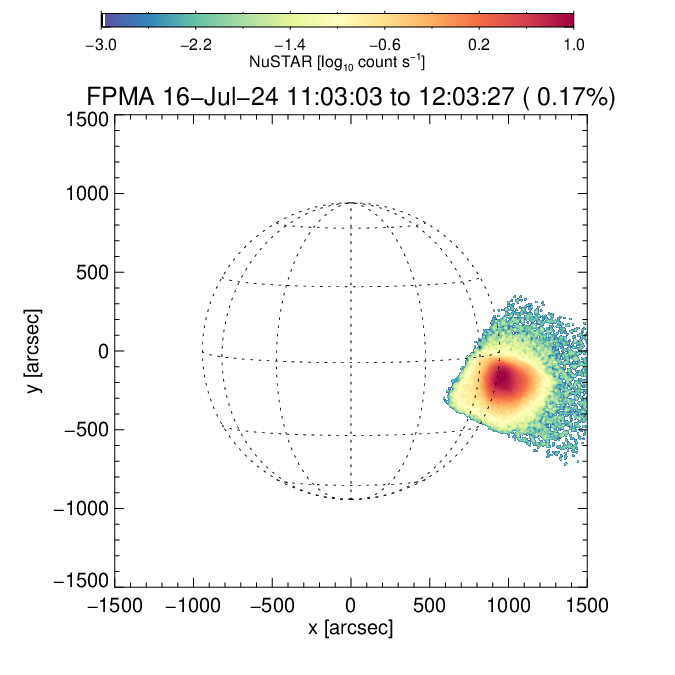 −3.0 −2.2 −1.4 −0.6 0.2 1.0
NuSTAR [log₁₀ count s⁻¹]
FPMA 16−Jul−24 11:03:03 to 12:03:27 ( 0.17%)
1500
1000
500
0
−500
−1000
−1500
y [arcsec]
−1500 −1000 −500 0 500 1000 1500
x [arcsec]